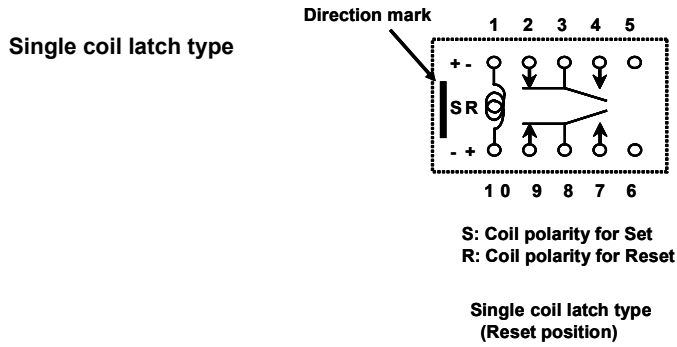 Direction mark
Single coil latch type
1 2 3 4 5
+ -
S R
- +
1 0 9 8 7 6
S: Coil polarity for Set
R: Coil polarity for Reset
Single coil latch type
(Reset position)